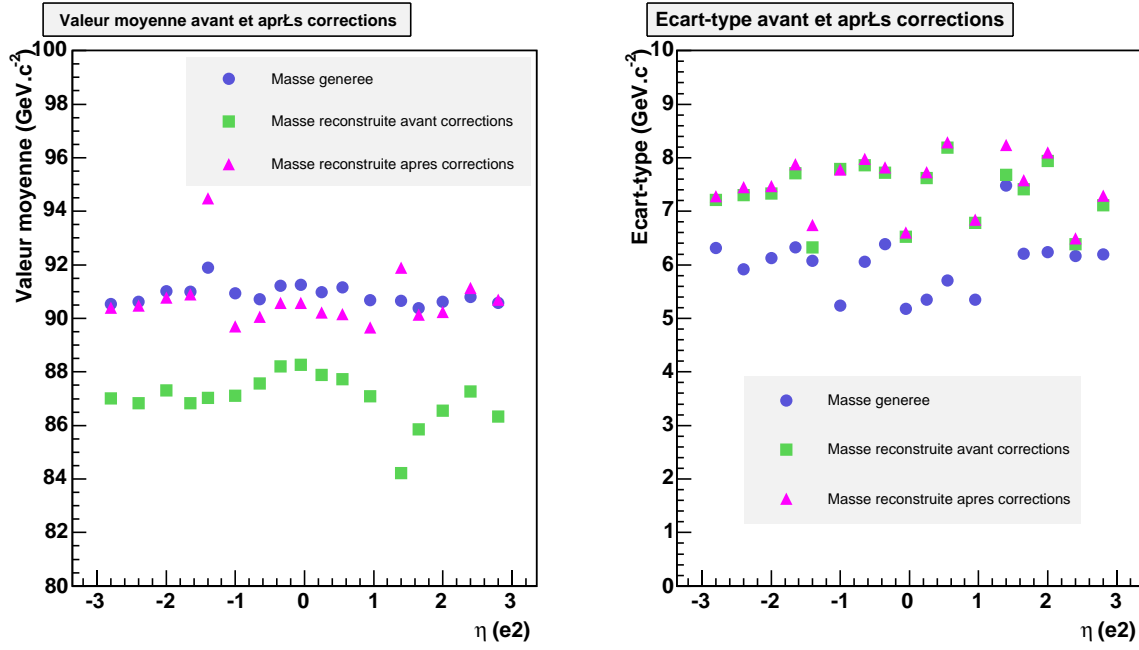 Valeur moyenne avant et aprŁs corrections
Valeur moyenne (GeV.c-2)
100
98
96
94
92
90
88
86
84
82
80
Masse generee
Masse reconstruite avant corrections
Masse reconstruite apres corrections
-3 -2 -1 0 1 2 3
η (e2)
Ecart-type avant et aprŁs corrections
Ecart-type (GeV.c-2)
10
9
8
7
6
5
4
3
2
1
0
Masse generee
Masse reconstruite avant corrections
Masse reconstruite apres corrections
-3 -2 -1 0 1 2 3
η (e2)